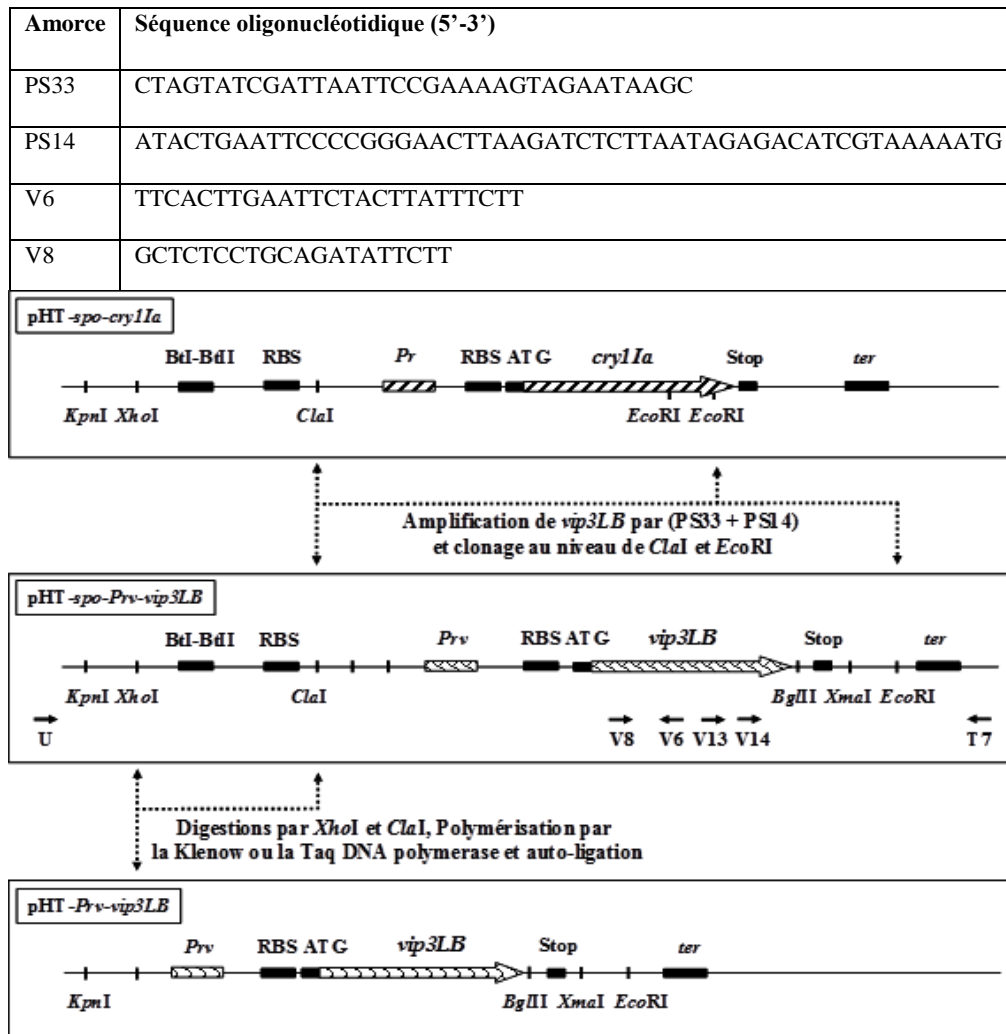 Amorce Séquence oligonucléotidique (5’-3’)
PS33 CTAGTATCGATTAATTCCGAAAAGTAGAATAAGC
PS14 ATACTGAATTCCCCGGGAACTTAAGATCTCTTAATAGAGACATCGTAAAAATG
V6 TTCACTTGAATTCTACTTATTTCTT
V8 GCTCTCCTGCAGATATTCTT
pHT-spo-cry1Ia
BtI-BtII RBS Pr RBS ATG cry1Ia Stop ter
KpnI XhoI ClaI EcoRI EcoRI
Amplification de vip3LB par (PS33 + PS14)
et clonage au niveau de ClaI et EcoRI
pHT-spo-Prv-vip3LB
BtI-BtII RBS Prv RBS ATG vip3LB Stop ter
KpnI XhoI ClaI BglII XmaI EcoRI
U V8 V6 V13 V14 T7
Digestions par XhoI et ClaI, Polymérisation par
la Klenow ou la Taq DNA polymerase et auto-ligation
pHT-Prv-vip3LB
Prv RBS ATG vip3LB Stop ter
KpnI BglII XmaI EcoRI